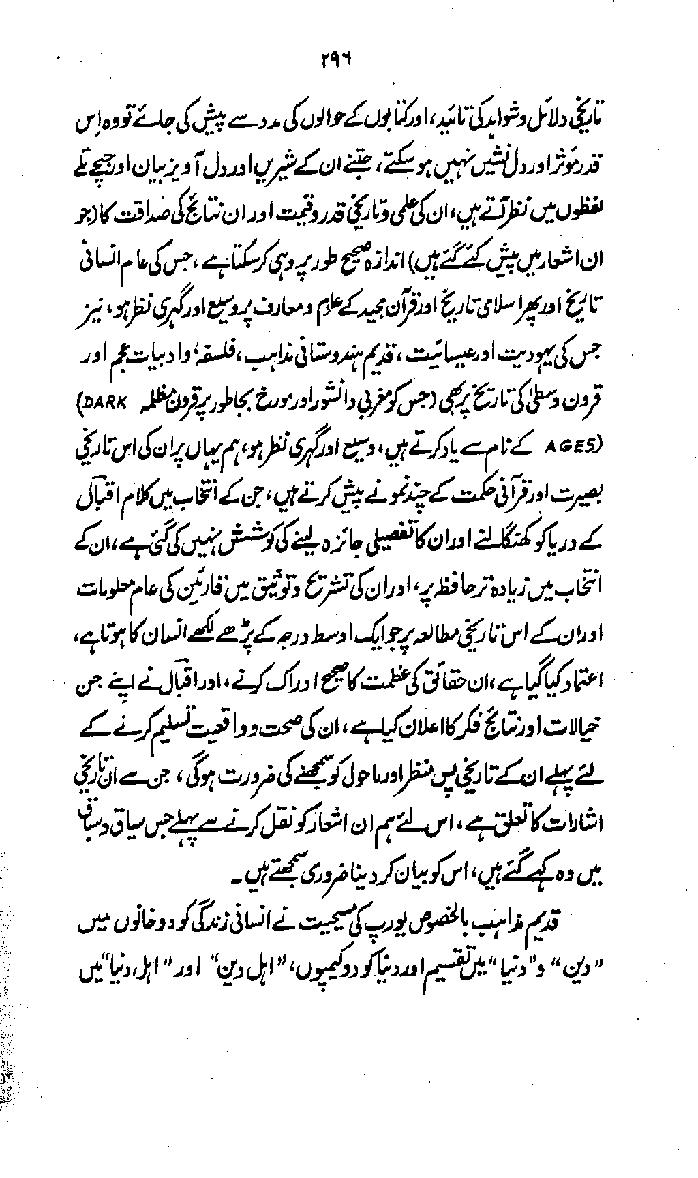 ۲۹۶
تاریخی دلائل و شواہد کی تائید، اور کتابوں کے حوالوں کی مدد سے پیش کی جائے تو وہ اس
قدر موثر اور دل نشیں نہیں ہو سکتے، جتنے ان کے شیریں اور دل آویز بیان اور جچے تلے
لفظوں میں نظر آتے ہیں، ان کی علمی و تاریخی قدر و قیمت اور ان نتائج کی صداقت کا (جو
ان اشعار میں پیش کئے گئے ہیں) اندازہ صحیح طور پر وہی کر سکتا ہے، جس کی عام انسانی
تاریخ اور پھر اسلامی تاریخ اور قرآن مجید کے علوم و معارف پر وسیع اور گہری نظر ہو، نیز
جس کی یہودیت اور عیسائیت، قدیم ہندوستانی مذاہب، فلسفہ وادبیات عجم اور
قرون وسطیٰ کی تاریخ پر بھی (جس کو مغربی دانشور اور مورخ بجا طور پر قرون مظلمہ (DARK
AGES) کے نام سے یاد کرتے ہیں، وسیع اور گہری نظر ہو، ہم یہاں پر ان کی اس تاریخی
بصیرت اور قرآنی حکمت کے چند نمونے پیش کرتے ہیں، جن کے انتخاب میں کلام اقبال
کے دریا کو کھنگالنے اور ان کا تفصیلی جائزہ لینے کی کوشش نہیں کی گئی ہے، ان کے
انتخاب میں زیادہ تر حافظہ پر، اور ان کی تشریح و توثیق میں قارئین کی عام معلومات
اور ان کے اس تاریخی مطالعہ پر جو ایک اوسط درجہ کے پڑھے لکھے انسان کا ہوتا ہے،
اعتماد کیا گیا ہے، ان حقائق کی عظمت کا صحیح ادراک کرنے، اور اقبال نے اپنے جن
خیالات اور نتائج فکر کا اعلان کیا ہے، ان کی صحت و واقعیت تسلیم کرنے کے
لئے پہلے ان کے تاریخی پس منظر اور ماحول کو سمجھنے کی ضرورت ہوگی، جن سے ان تاریخی
اشارات کا تعلق ہے، اس لئے ہم ان اشعار کو نقل کرنے سے پہلے جس سیاق و سباق
میں وہ کہے گئے ہیں، اس کو بیان کر دینا ضروری سمجھتے ہیں۔
قدیم مذاہب بالخصوص یورپ کی مسیحیت نے انسانی زندگی کو دو خانوں میں
"دین" و "دنیا" میں تقسیم اور دنیا کو دو کیمپوں، "اہل دین" اور "اہل دنیا" میں